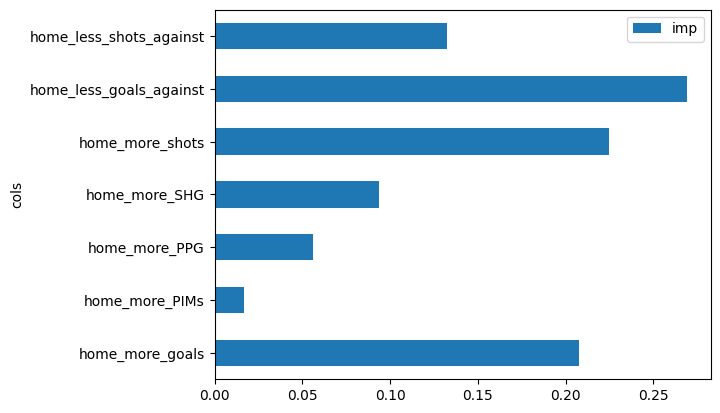 imp
home_less_shots_against
home_less_goals_against
home_more_shots
home_more_SHG
home_more_PPG
home_more_PIMs
home_more_goals
cols
0.00 0.05 0.10 0.15 0.20 0.25